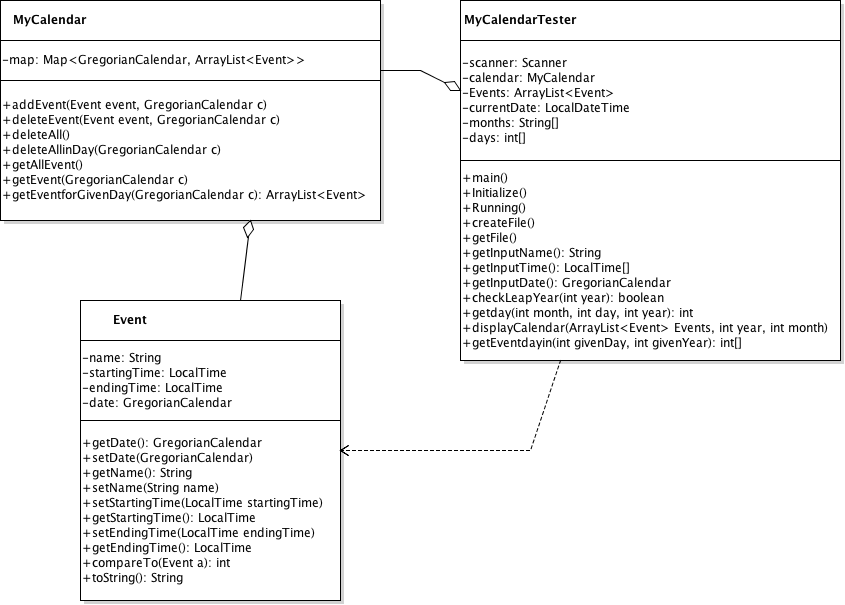 MyCalendar
-map: Map<GregorianCalendar, ArrayList<Event>>
+addEvent(Event event, GregorianCalendar c)
+deleteEvent(Event event, GregorianCalendar c)
+deleteAll()
+deleteAllinDay(GregorianCalendar c)
+getAllEvent()
+getEvent(GregorianCalendar c)
+getEventforGivenDay(GregorianCalendar c): ArrayList<Event>
MyCalendarTester
-scanner: Scanner
-calendar: MyCalendar
-Events: ArrayList<Event>
-currentDate: LocalDateTime
-months: String[]
-days: int[]
+main()
+Initialize()
+Running()
+createFile()
+getFile()
+getInputName(): String
+getInputTime(): LocalTime[]
+getInputDate(): GregorianCalendar
+checkLeapYear(int year): boolean
+getday(int month, int day, int year): int
+displayCalendar(ArrayList<Event> Events, int year, int month)
+getEventdayin(int givenDay, int givenYear): int[]
Event
-name: String
-startingTime: LocalTime
-endingTime: LocalTime
-date: GregorianCalendar
+getDate(): GregorianCalendar
+setDate(GregorianCalendar)
+getName(): String
+setName(String name)
+setStartingTime(LocalTime startingTime)
+getStartingTime(): LocalTime
+setEndingTime(LocalTime endingTime)
+getEndingTime(): LocalTime
+compareTo(Event a): int
+toString(): String